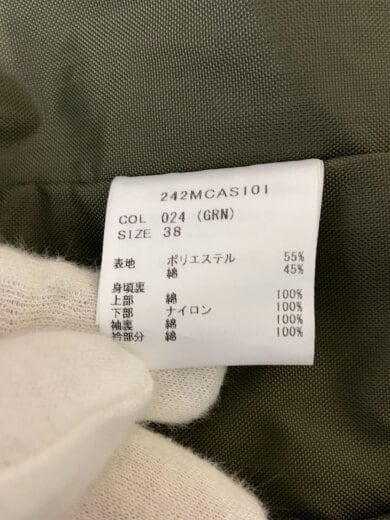 242MCAS101
COL 024 (GRN)
SIZE 38
表地 ポリエステル 55%
綿 45%
身頃裏
上部 綿 100%
下部 ナイロン 100%
袖裏 綿 100%
衿部分 綿 100%